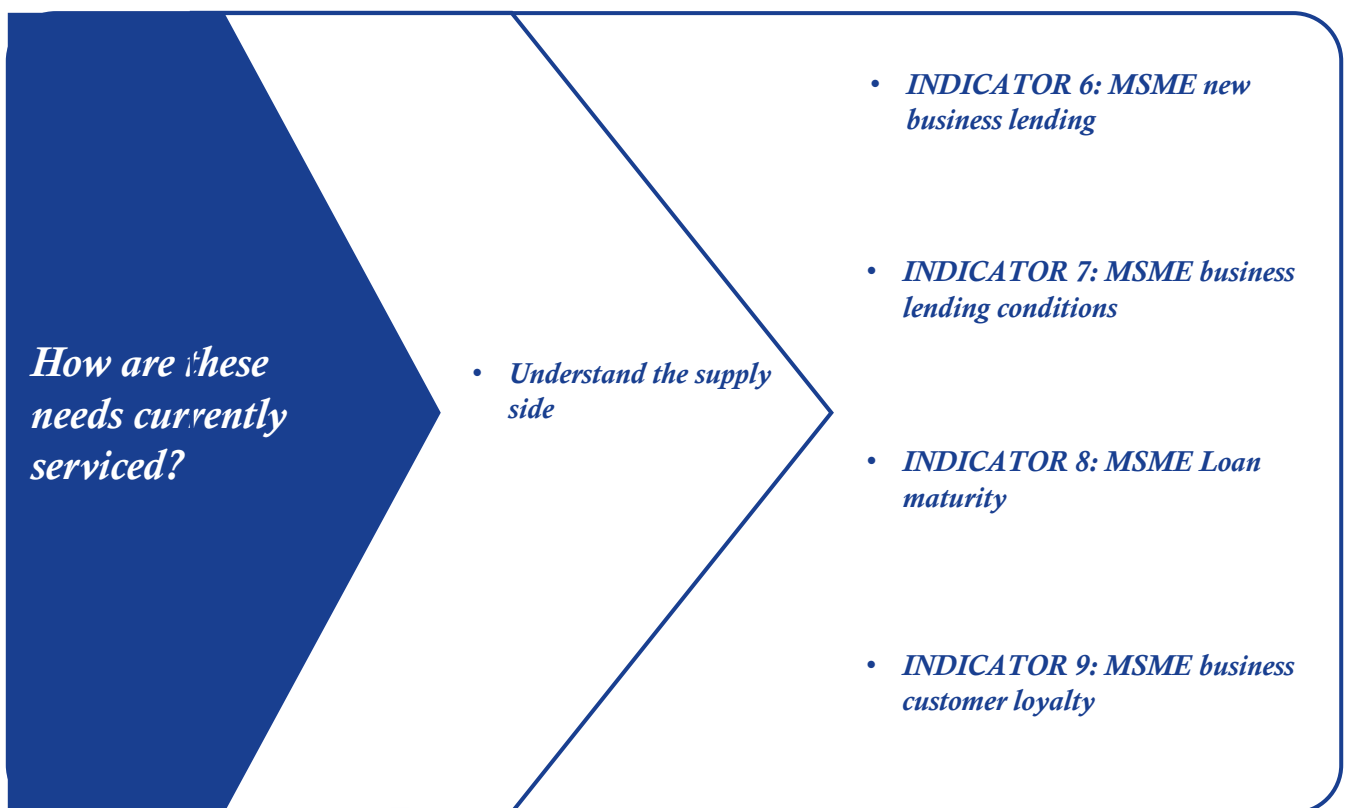 How are these
needs currently
serviced?
• Understand the supply
side
• INDICATOR 6: MSME new
business lending
• INDICATOR 7: MSME business
lending conditions
• INDICATOR 8: MSME Loan
maturity
• INDICATOR 9: MSME business
customer loyalty